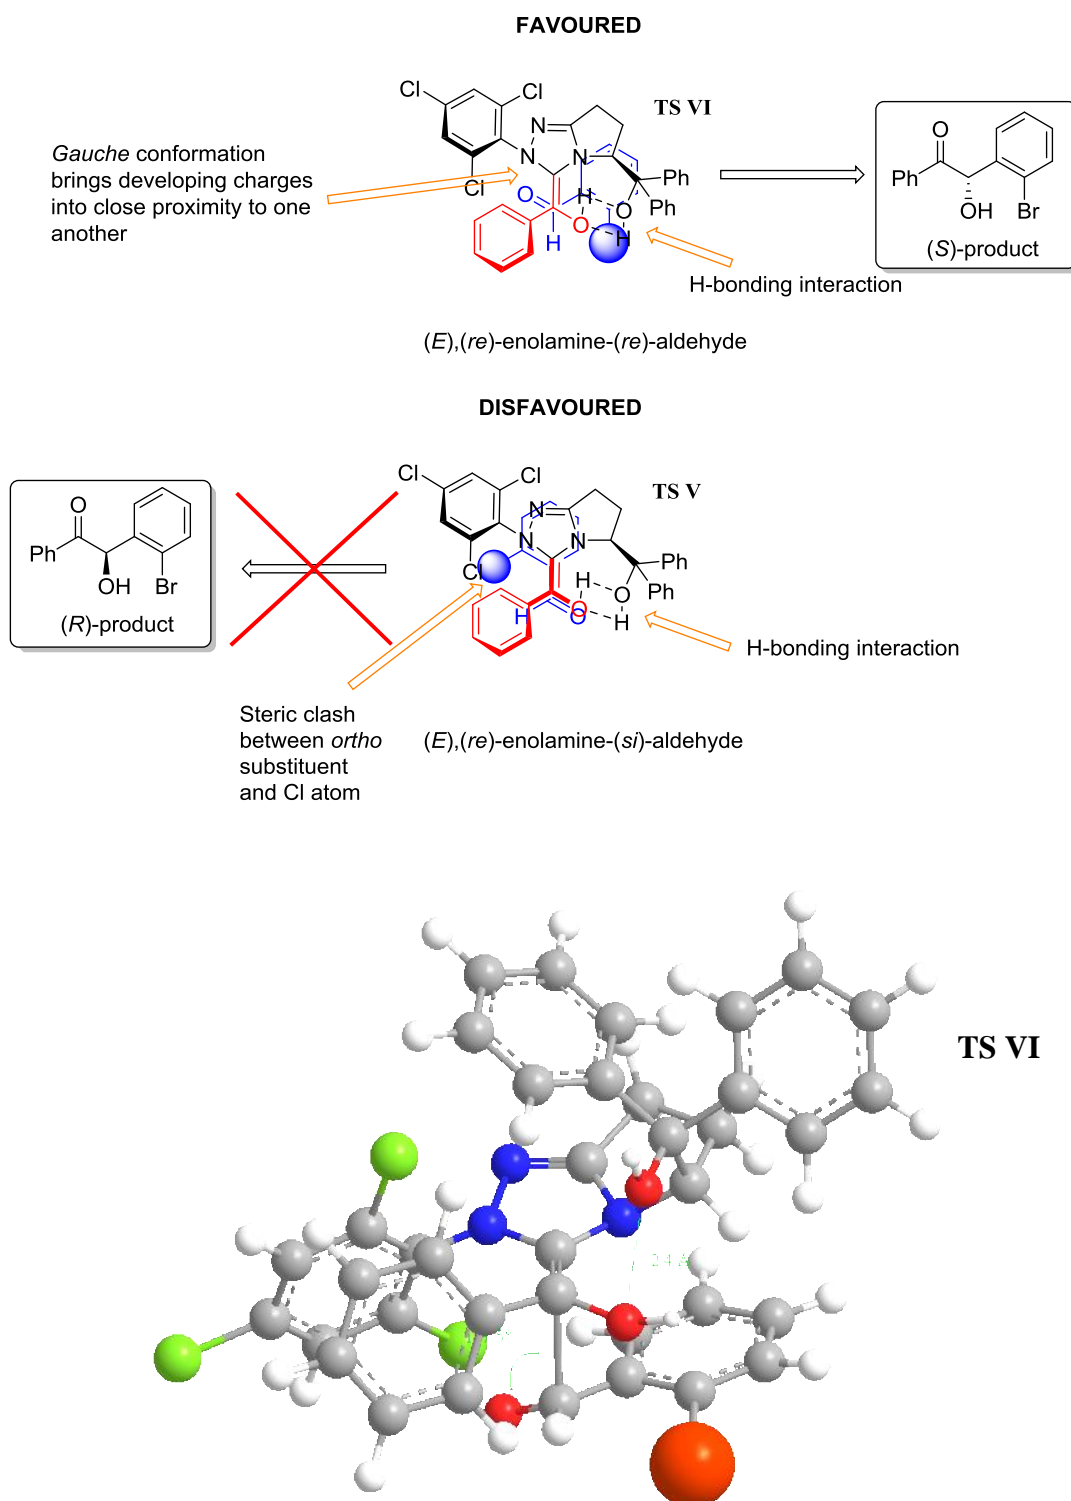 FAVOURED
Cl
Cl
TS VI
N
N
N
Cl
Gauche conformation
brings developing charges
into close proximity to one
another
O
H
O
O
H
H
Ph
Ph
H-bonding interaction
O
Ph
OH
Br
(S)-product
(E),(re)-enolamine-(re)-aldehyde
DISFAVOURED
Cl
Cl
TS V
N
N
N
Cl
Ph
Ph
H
O
O
H
H
O
O
Ph
OH
Br
(R)-product
H-bonding interaction
Steric clash
between ortho
substituent
and Cl atom
(E),(re)-enolamine-(si)-aldehyde
TS VI
2.4 Å